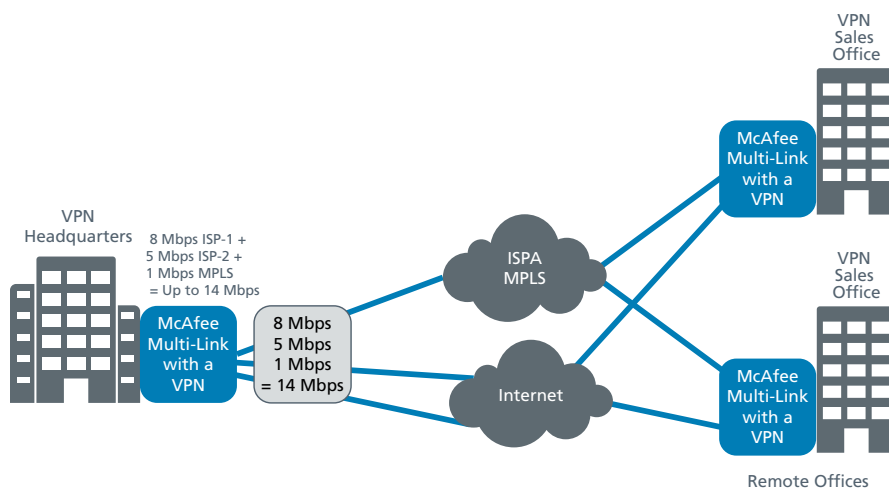 VPN
Sales
Office
McAfee
Multi-Link
with a
VPN
VPN
Headquarters
8 Mbps ISP-1 +
5 Mbps ISP-2 +
1 Mbps MPLS
= Up to 14 Mbps
ISPA
MPLS
VPN
Sales
Office
McAfee
Multi-Link
with a
VPN
8 Mbps
5 Mbps
1 Mbps
= 14 Mbps
Internet
McAfee
Multi-Link
with a
VPN
Remote Offices